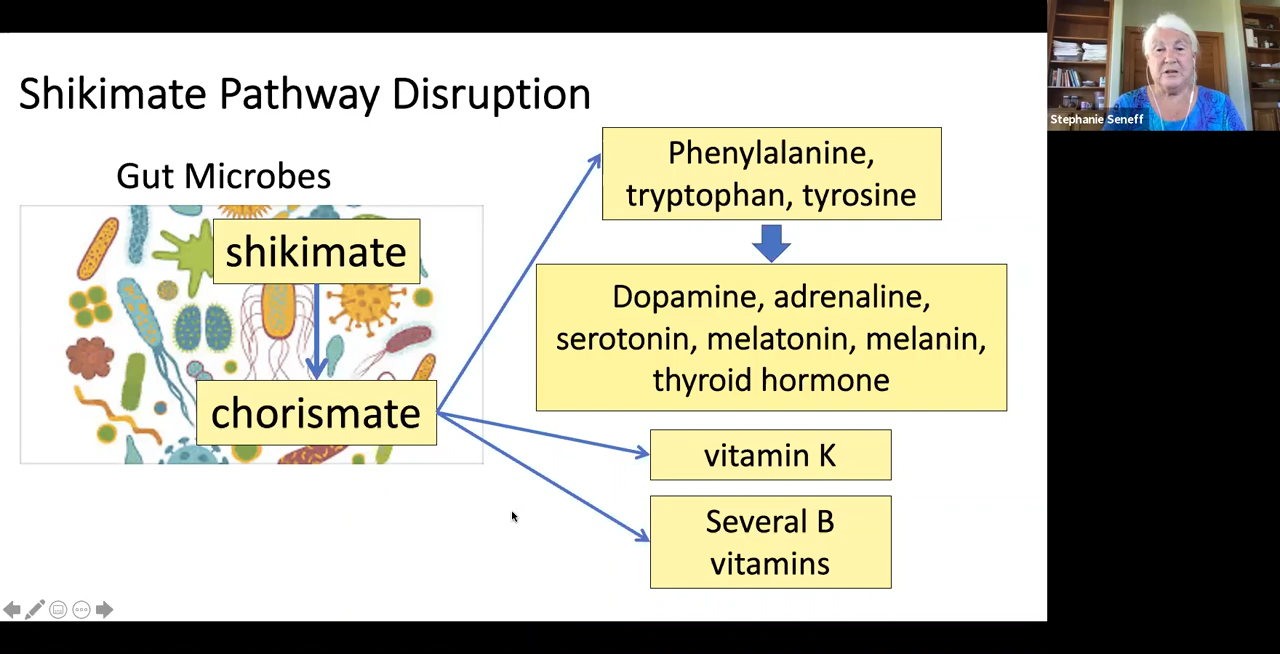 Shikimate Pathway Disruption
Gut Microbes
shikimate
chorismate
Phenylalanine,
tryptophan, tyrosine
Dopamine, adrenaline,
serotonin, melatonin, melanin,
thyroid hormone
vitamin K
Several B
vitamins
Stephanie Seneff